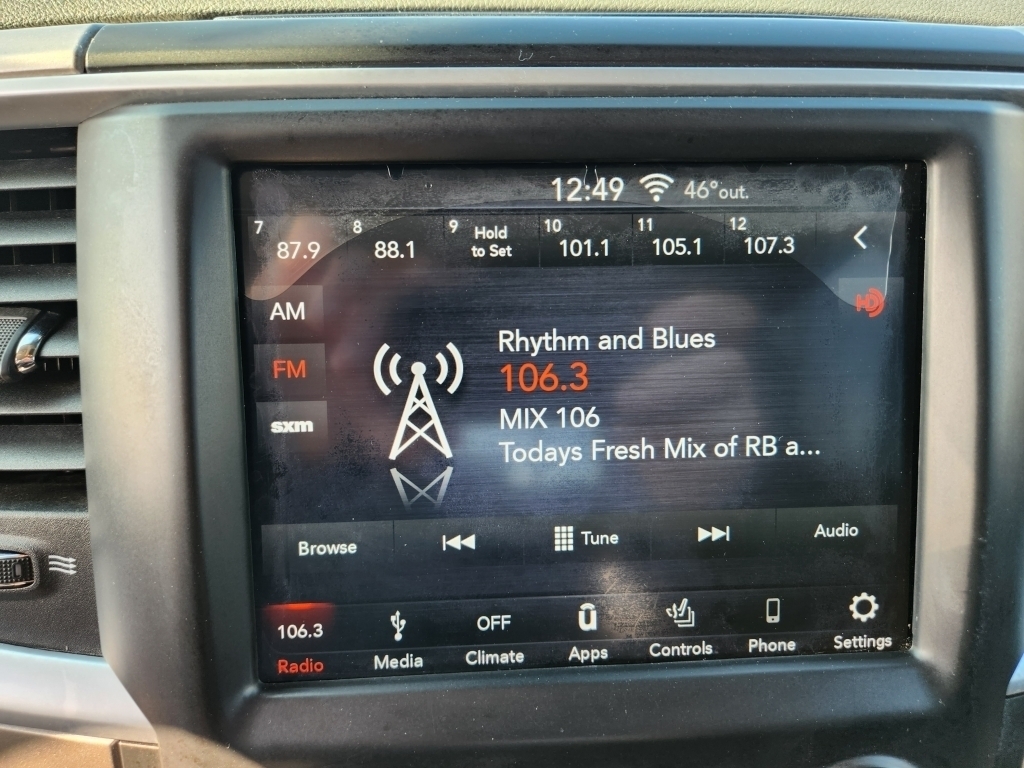 12:49 46° out.
7 87.9 8 88.1 9 Hold to Set 10 101.1 11 105.1 12 107.3
AM
HD
FM
sxm
Rhythm and Blues
106.3
MIX 106
Todays Fresh Mix of RB a...
Browse Tune Audio
106.3 OFF
Radio Media Climate Apps Controls Phone Settings